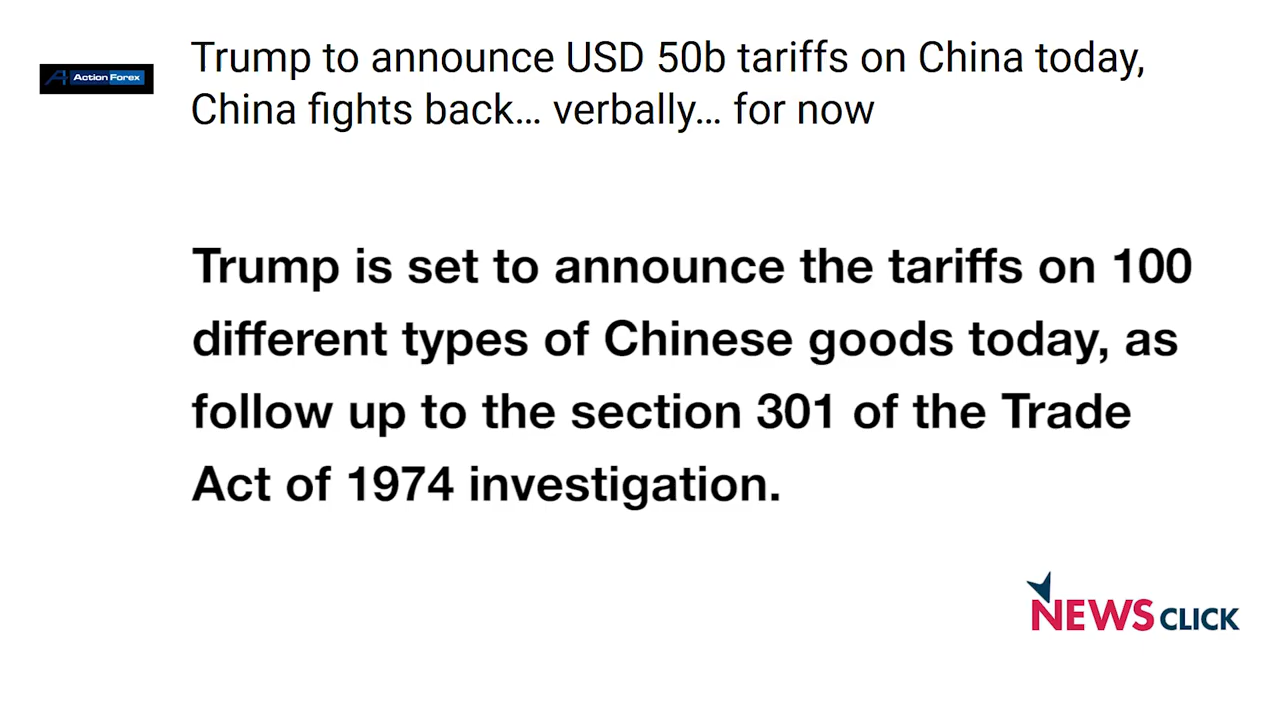 Action Forex
Trump to announce USD 50b tariffs on China today,
China fights back… verbally… for now
Trump is set to announce the tariffs on 100
different types of Chinese goods today, as
follow up to the section 301 of the Trade
Act of 1974 investigation.
NEWSCLICK